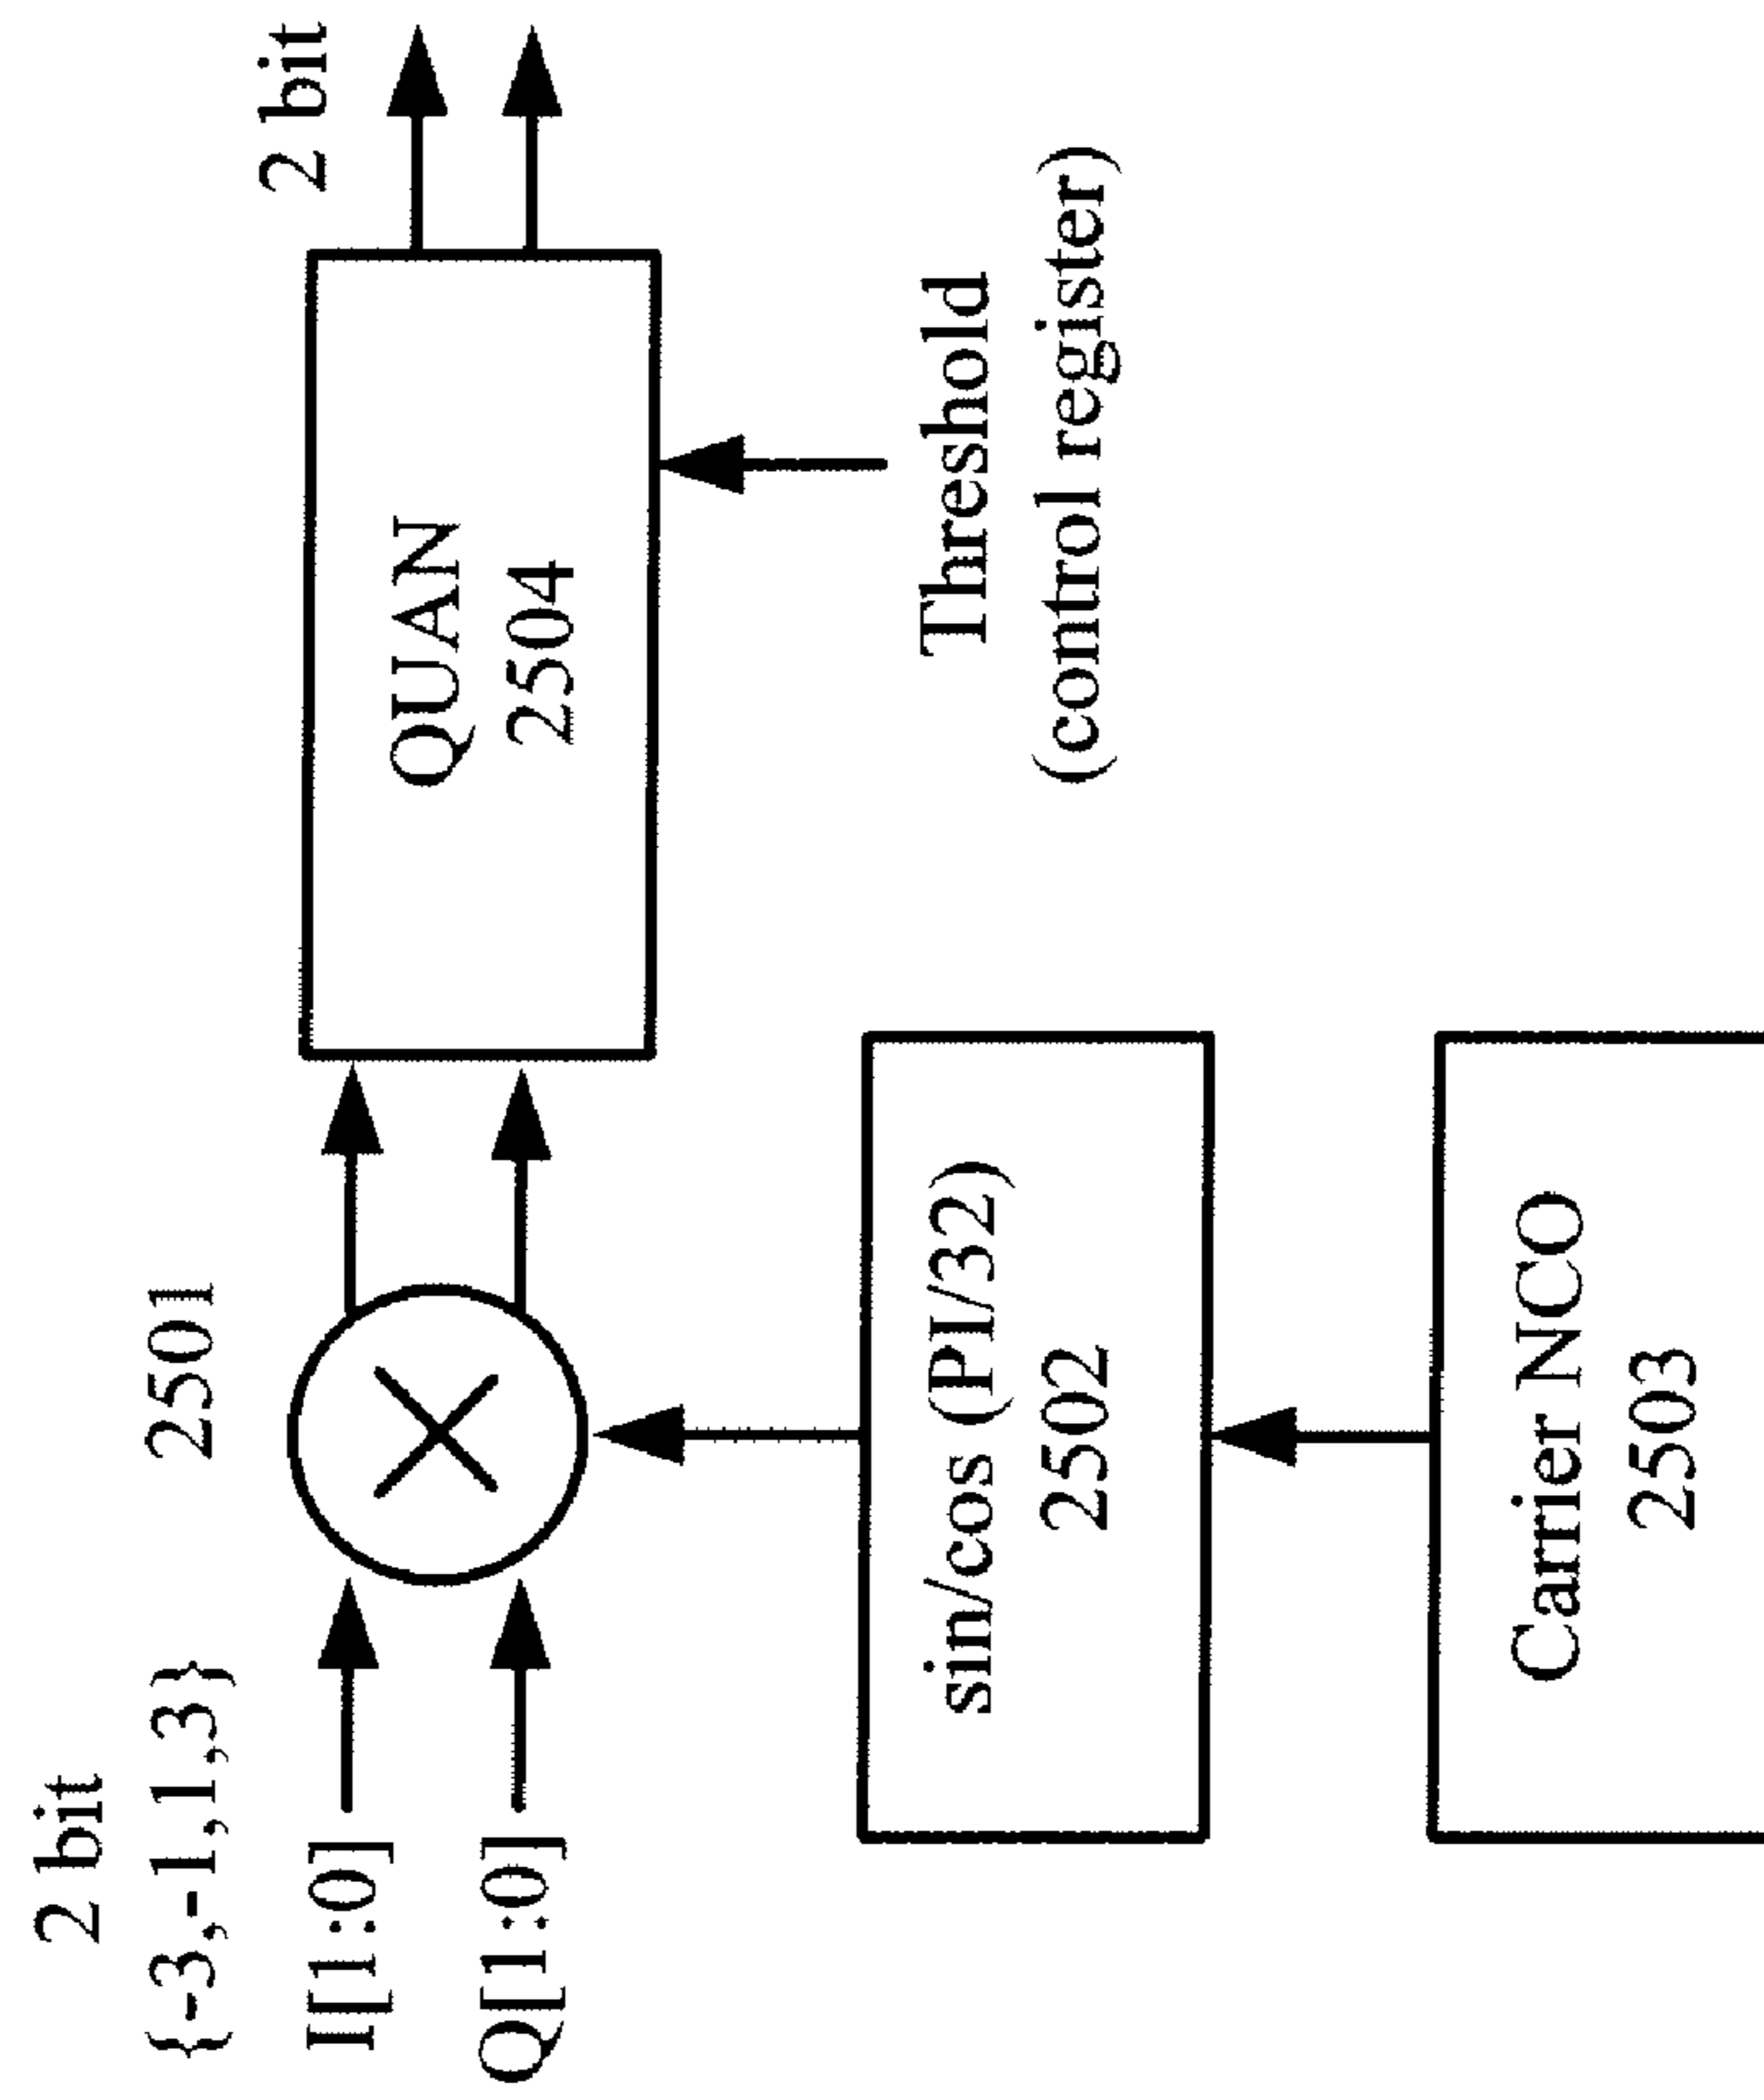 2 bit
{-3,-1,1,3}
I[1:0]
Q[1:0]
2501
QUAN
2504
2 bit
Threshold
(control register)
sin/cos (PI/32)
2502
Carrier NCO
2503